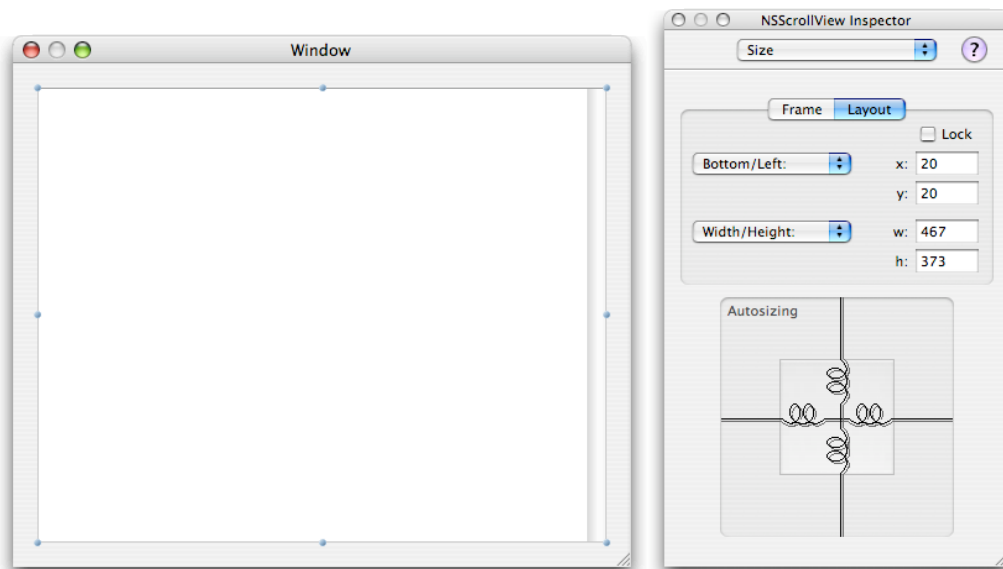 Window
NSScrollView Inspector
Size
?
Frame Layout
Lock
Bottom/Left: x: 20
y: 20
Width/Height: w: 467
h: 373
Autosizing